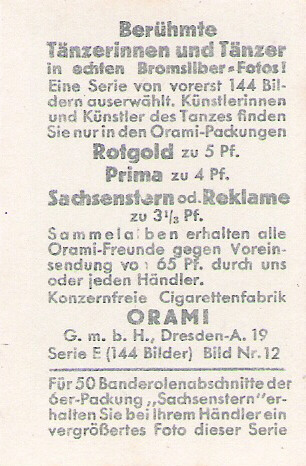 Berühmte
Tänzerinnen und Tänzer
in echten Bromsilber=Fotos!
Eine Serie von vorerst 144 Bil-
dern auserwählt. Künstlerinnen
und Künstler des Tanzes finden
Sie nur in den Orami-Packungen
Rotgold zu 5 Pf.
Prima zu 4 Pf.
Sachsenstern od. Reklame
zu 3 1/3 Pf.
Sammelalben erhalten alle
Orami-Freunde gegen Vorein-
sendung von 65 Pf. durch uns
oder jeden Händler.
Konzernfreie Cigarettenfabrik
ORAMI
G. m. b. H., Dresden-A. 19
Serie E (144 Bilder) Bild Nr. 12
Für 50 Banderolenabschnitte der
6er-Packung „Sachsenstern" er-
halten Sie bei Ihrem Händler ein
vergrößertes Foto dieser Serie